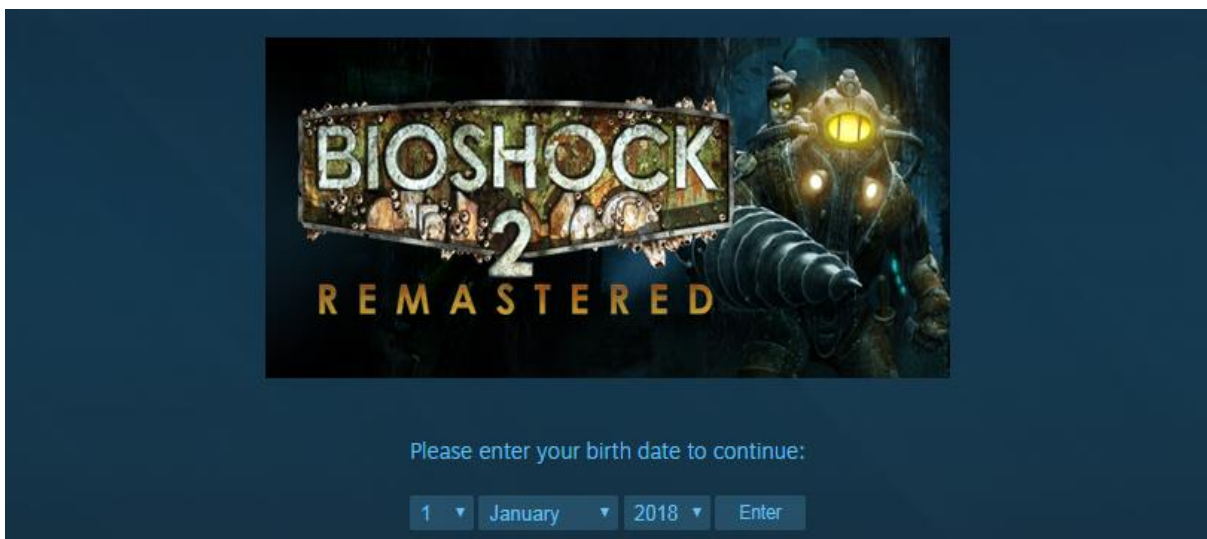 BIOSHOCK
2
REMASTERED
Please enter your birth date to continue:
1 January 2018 Enter